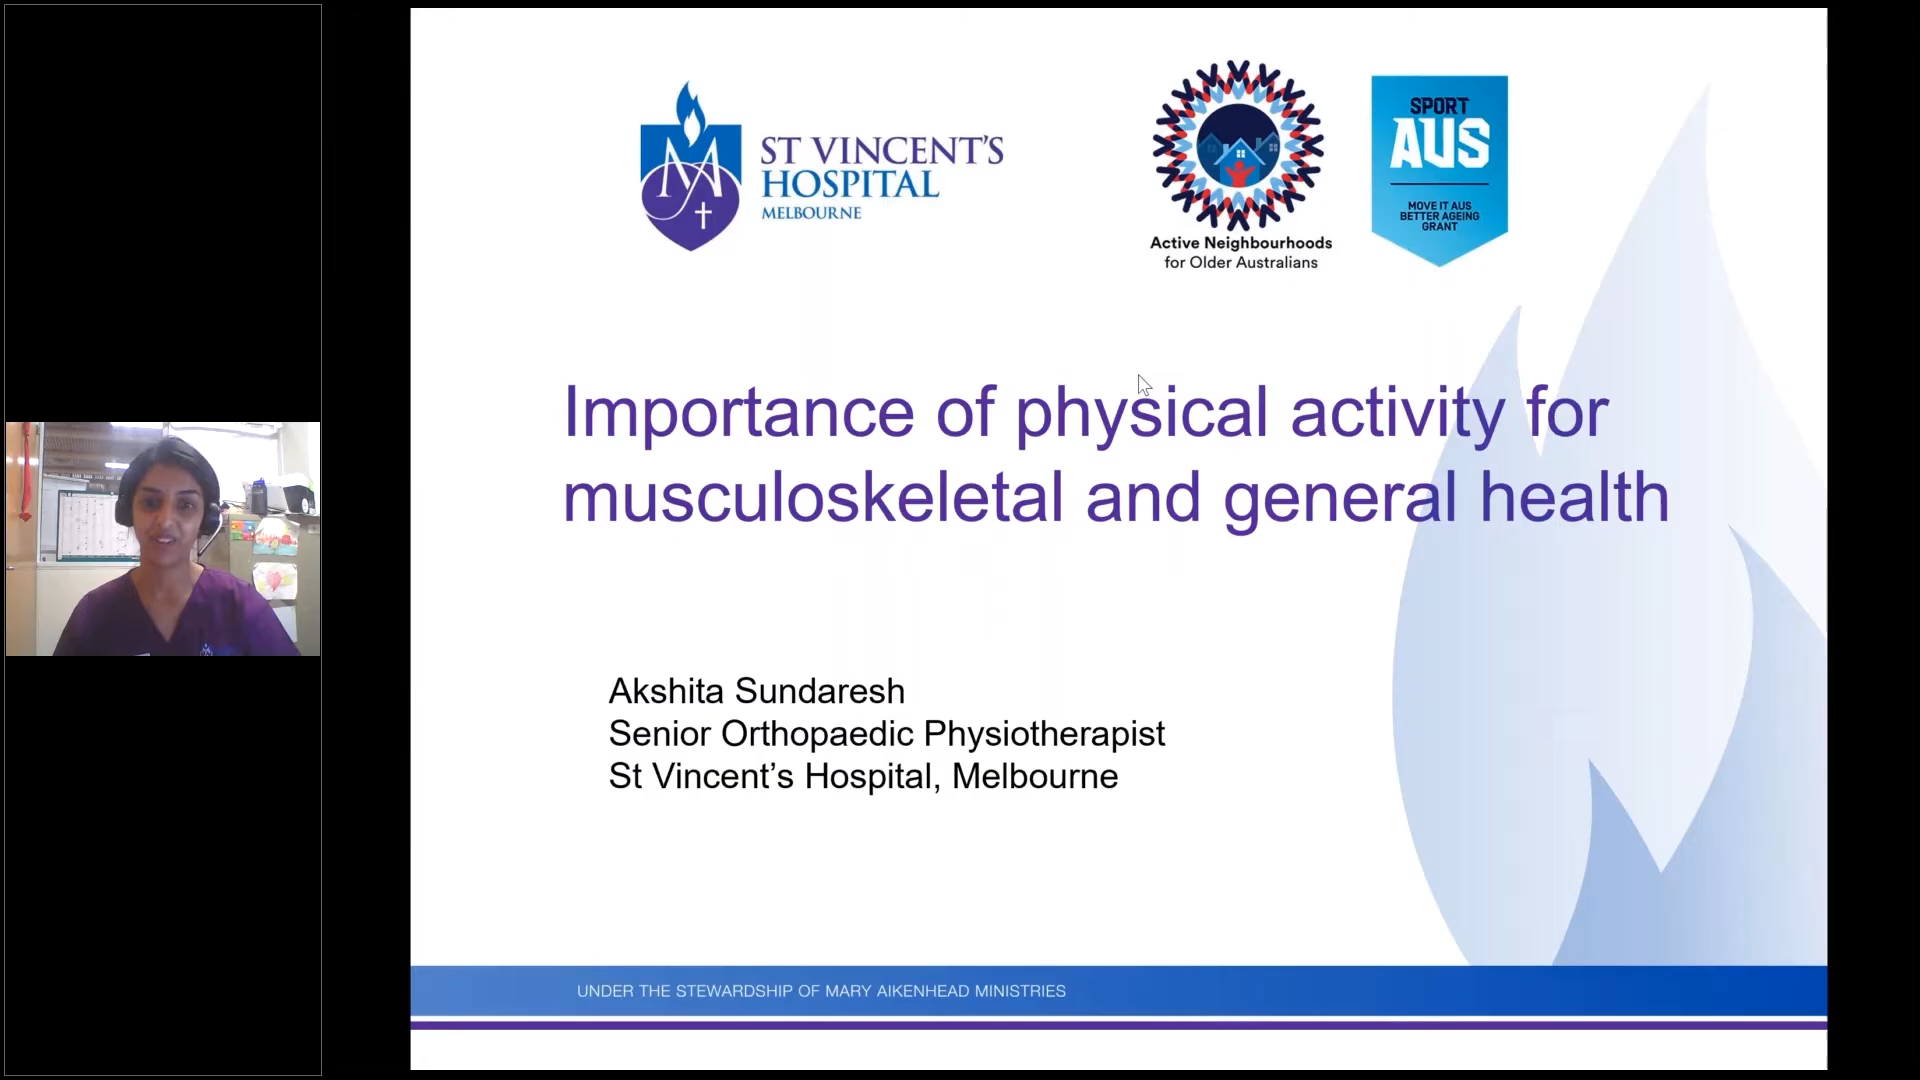 ST VINCENT'S
HOSPITAL
MELBOURNE
Active Neighbourhoods
for Older Australians
SPORT
AUS
MOVE IT AUS
BETTER AGEING
GRANT
Importance of physical activity for
musculoskeletal and general health
Akshita Sundaresh
Senior Orthopaedic Physiotherapist
St Vincent’s Hospital, Melbourne
UNDER THE STEWARDSHIP OF MARY AIKENHEAD MINISTRIES